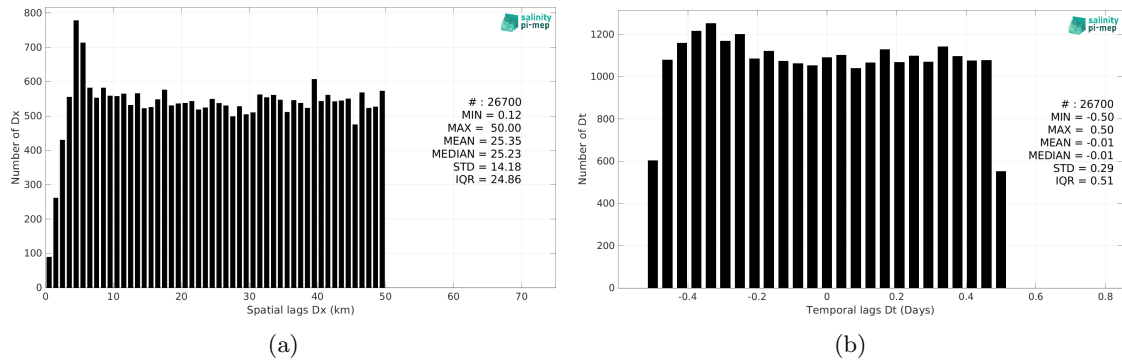 800
700
600
500
400
300
200
100
0
Number of Dx
0
10
20
30
40
50
60
70
Spatial lags Dx (km)
salinity
pi-mep
# : 26700
MIN = 0.12
MAX = 50.00
MEAN = 25.35
MEDIAN = 25.23
STD = 14.18
IQR = 24.86
(a)
1200
1000
800
600
400
200
0
Number of Dt
-0.4
-0.2
0
0.2
0.4
0.6
0.8
Temporal lags Dt (Days)
salinity
pi-mep
# : 26700
MIN = -0.50
MAX = 0.50
MEAN = -0.01
MEDIAN = -0.01
STD = 0.29
IQR = 0.51
(b)